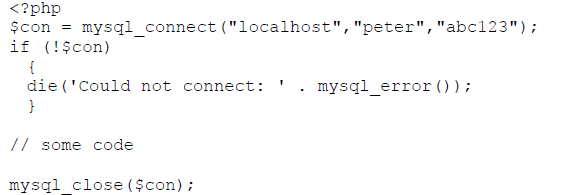 <?php
$con = mysql_connect("localhost","peter","abc123");
if (!$con)
  {
  die('Could not connect: ' . mysql_error());
  }

// some code

mysql_close($con);